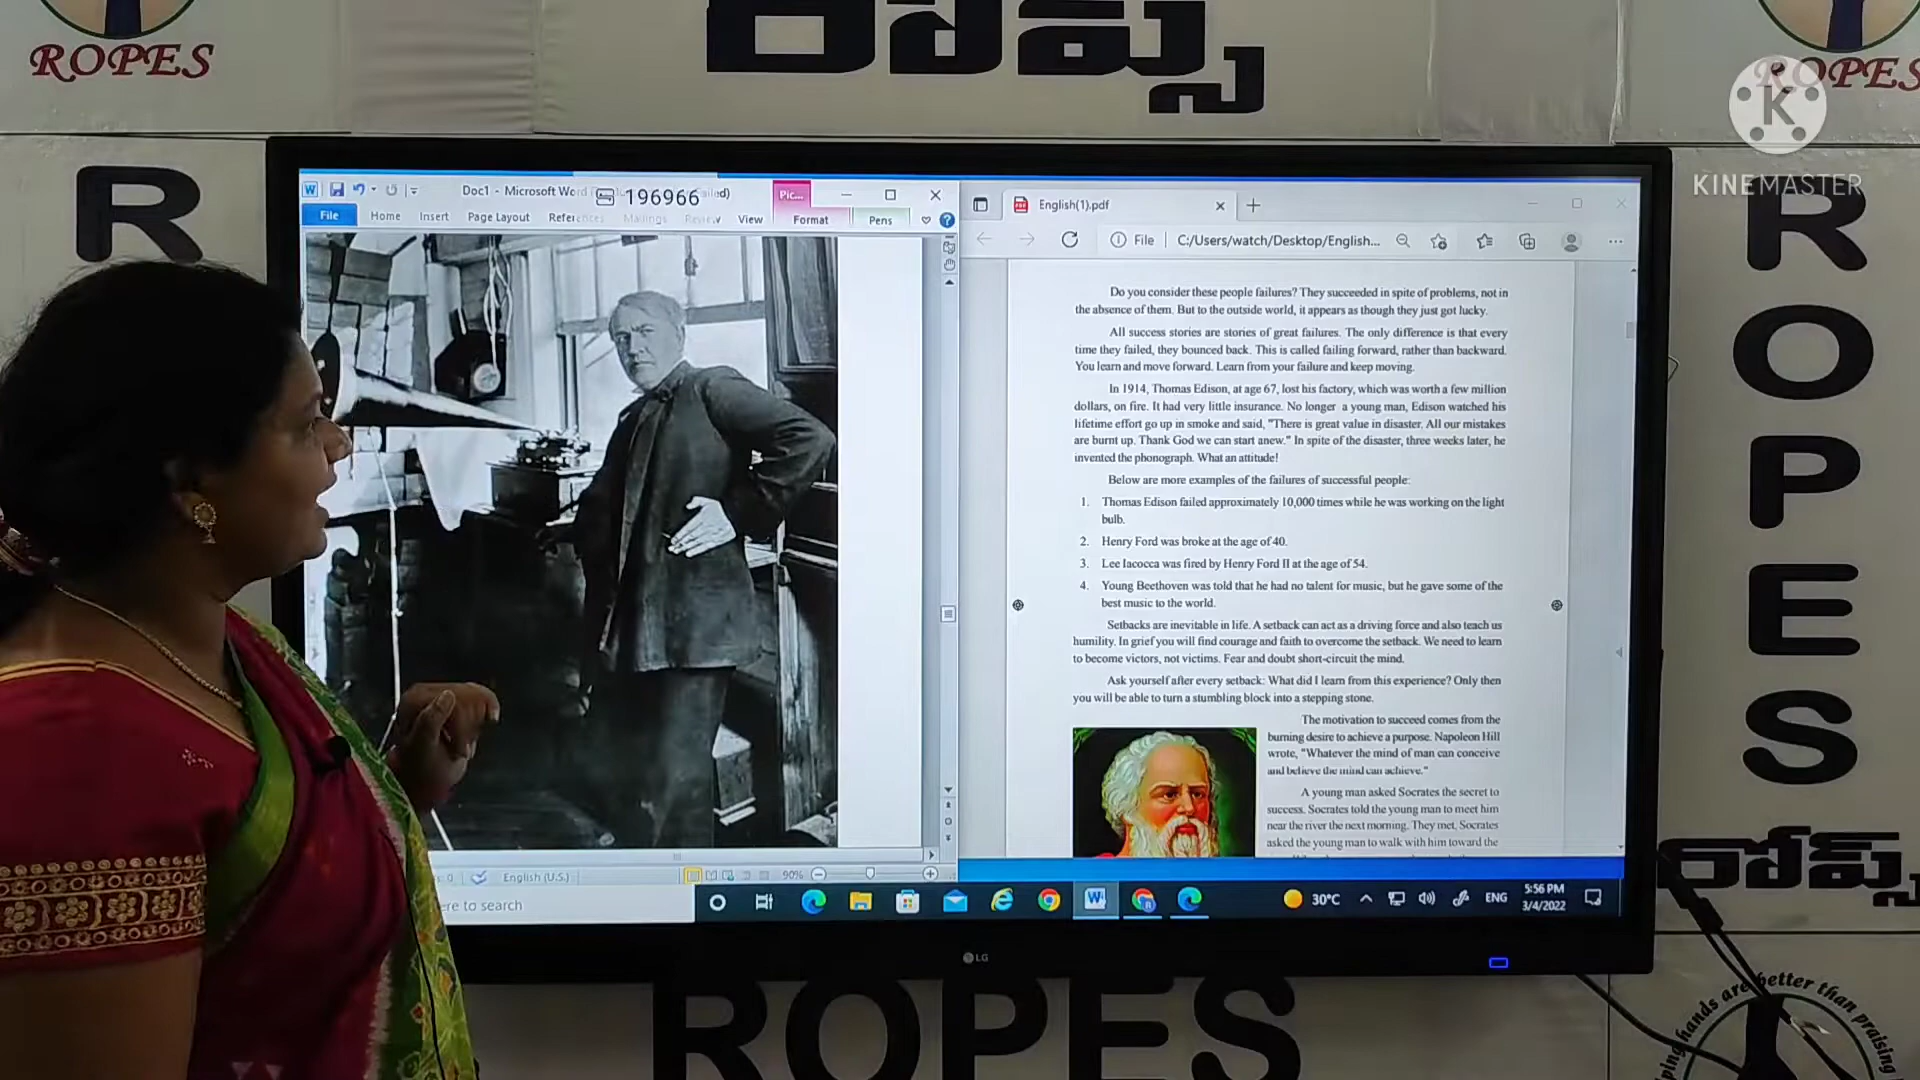 ROPES
రోప్స్
ROPES
K
KINEMASTER
R
ROPES
Doc1 - Microsoft Word
196966
Pic...
File Home Insert Page Layout References Mailings Review View Format Pens
English(1).pdf
File C:/Users/watch/Desktop/English...
Do you consider these people failures? They succeeded in spite of problems, not in
the absence of them. But to the outside world, it appears as though they just got lucky.
All success stories are stories of great failures. The only difference is that every
time they failed, they bounced back. This is called failing forward, rather than backward.
You learn and move forward. Learn from your failure and keep moving.
In 1914, Thomas Edison, at age 67, lost his factory, which was worth a few million
dollars, on fire. It had very little insurance. No longer a young man, Edison watched his
lifetime effort go up in smoke and said, "There is great value in disaster. All our mistakes
are burnt up. Thank God we can start anew." In spite of the disaster, three weeks later, he
invented the phonograph. What an attitude!
Below are more examples of the failures of successful people:
1. Thomas Edison failed approximately 10,000 times while he was working on the light
bulb.
2. Henry Ford was broke at the age of 40.
3. Lee Iacocca was fired by Henry Ford II at the age of 54.
4. Young Beethoven was told that he had no talent for music, but he gave some of the
best music to the world.
Setbacks are inevitable in life. A setback can act as a driving force and also teach us
humility. In grief you will find courage and faith to overcome the setback. We need to learn
to become victors, not victims. Fear and doubt short-circuit the mind.
Ask yourself after every setback: What did I learn from this experience? Only then
you will be able to turn a stumbling block into a stepping stone.
The motivation to succeed comes from the
burning desire to achieve a purpose. Napoleon Hill
wrote, "Whatever the mind of man can conceive
and believe the mind can achieve."
A young man asked Socrates the secret to
success. Socrates told the young man to meet him
near the river the next morning. They met. Socrates
asked the young man to walk with him toward the
English (U.S.)
90%
ere to search
30°C
ENG
5:56 PM
3/4/2022
LG
రోప్స్
ROPES
ping hands are better than praising